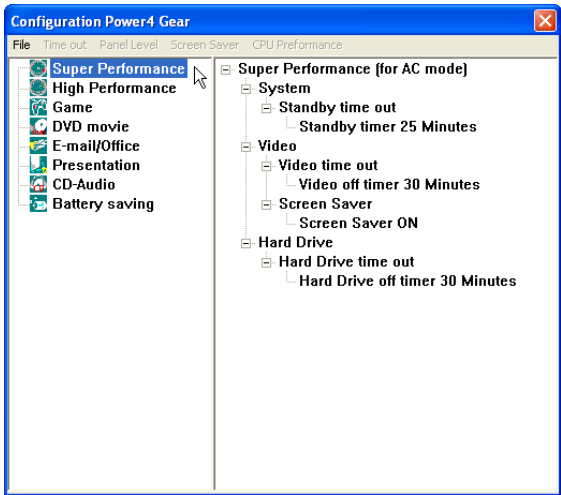 Configuration Power4 Gear
File Time out Panel Level Screen Saver CPU Preformance
Super Performance
High Performance
Game
DVD movie
E-mail/Office
Presentation
CD-Audio
Battery saving
Super Performance (for AC mode)
System
Standby time out
Standby timer 25 Minutes
Video
Video time out
Video off timer 30 Minutes
Screen Saver
Screen Saver ON
Hard Drive
Hard Drive time out
Hard Drive off timer 30 Minutes